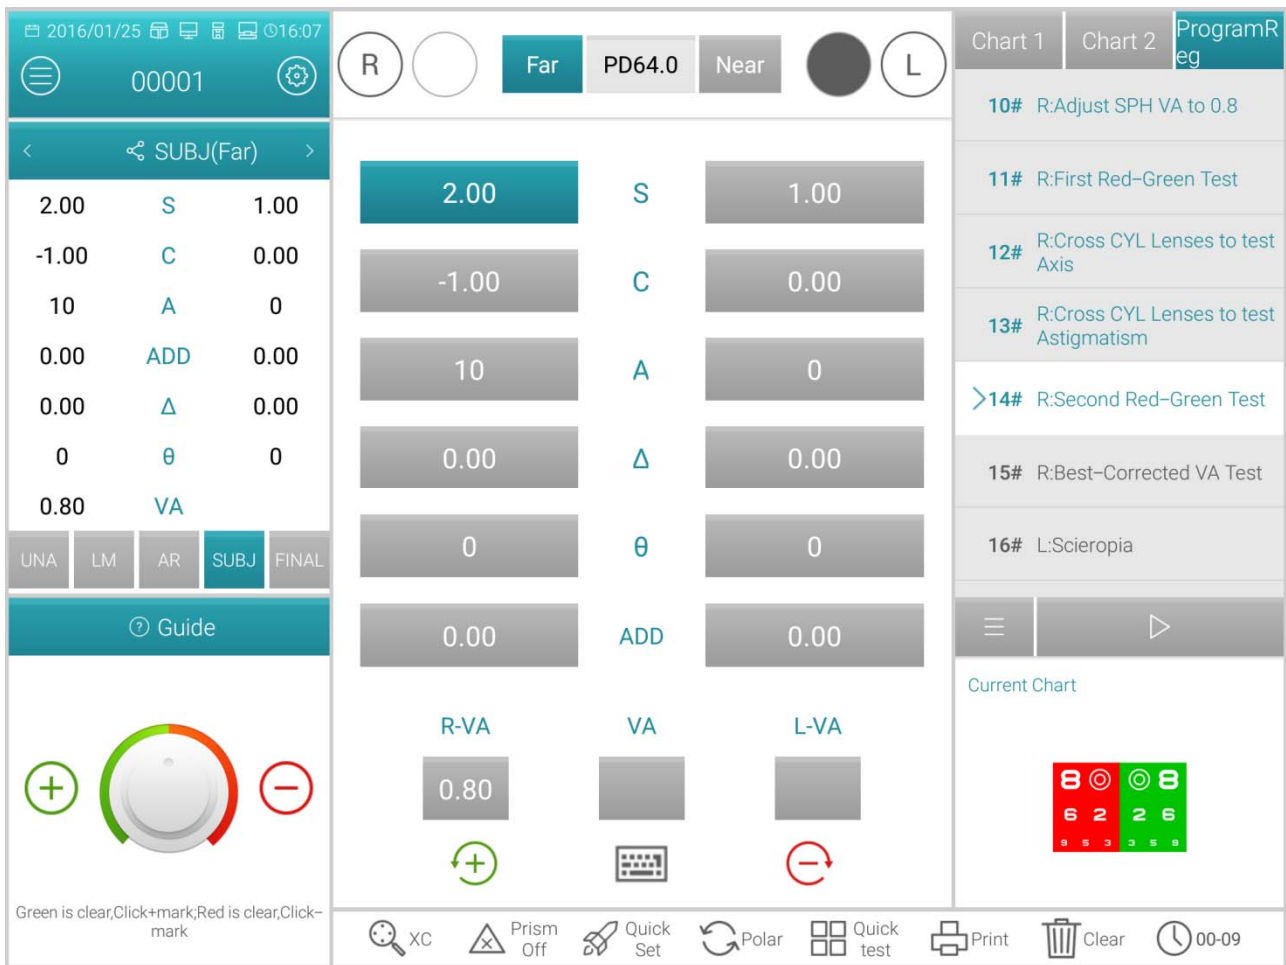 2016/01/25 16:07
00001
SUBJ(Far)
2.00 S 1.00
-1.00 C 0.00
10 A 0
0.00 ADD 0.00
0.00 Δ 0.00
0 θ 0
0.80 VA
UNA LM AR SUBJ FINAL
? Guide
Green is clear,Click+mark;Red is clear,Click-
mark
R Far PD64.0 Near L
2.00 S 1.00
-1.00 C 0.00
10 A 0
0.00 Δ 0.00
0 θ 0
0.00 ADD 0.00
R-VA VA L-VA
0.80
XC
Prism
Off
Quick
Set
Polar
Quick
test
Print
Clear
00-09
Chart 1 Chart 2 ProgramR
eg
10# R:Adjust SPH VA to 0.8
11# R:First Red-Green Test
12# R:Cross CYL Lenses to test
Axis
13# R:Cross CYL Lenses to test
Astigmatism
14# R:Second Red-Green Test
15# R:Best-Corrected VA Test
16# L:Scieropia
Current Chart
8 8
6 2 2 6
9 5 3 3 5 9